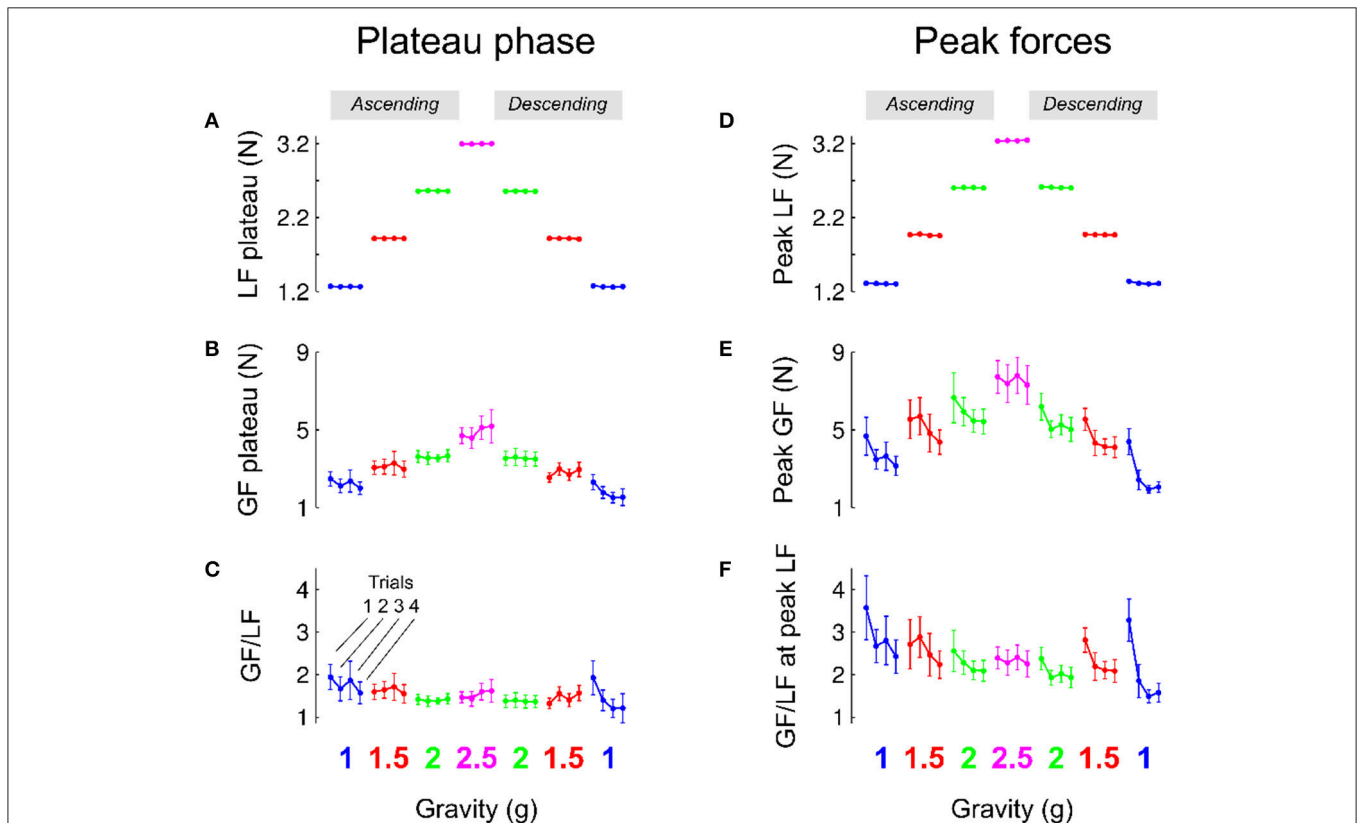 Plateau phase
Peak forces
Ascending
Descending
Ascending
Descending
A
LF plateau (N)
3.2
2.2
1.2
D
Peak LF (N)
3.2
2.2
1.2
B
GF plateau (N)
9
5
1
E
Peak GF (N)
9
5
1
C
GF/LF
4
3
2
1
Trials
1 2 3 4
F
GF/LF at peak LF
4
3
2
1
1 1.5 2 2.5 2 1.5 1
Gravity (g)
1 1.5 2 2.5 2 1.5 1
Gravity (g)